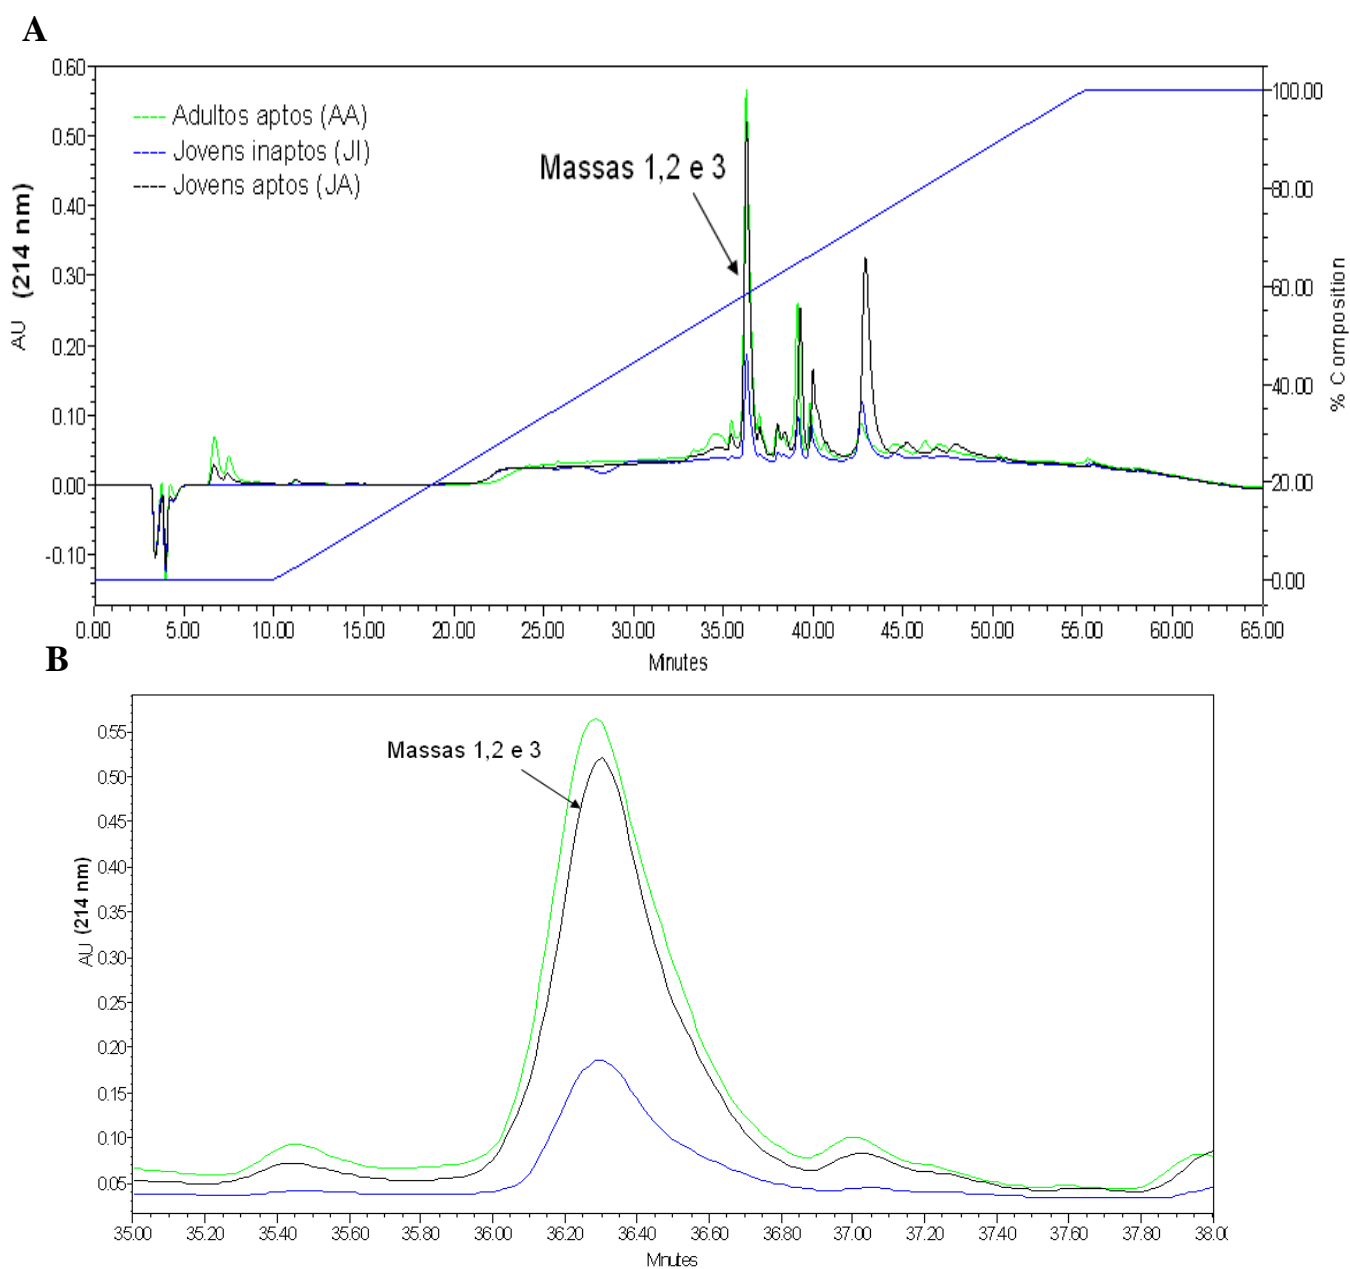 A
0.60
0.50
0.40
0.30
0.20
0.10
0.00
-0.10
AU (214 nm)
Adultos aptos (AA)
Jovens inaptos (JI)
Jovens aptos (JA)
Massas 1,2 e 3
100.00
80.00
60.00
40.00
20.00
0.00
% Composition
0.00 5.00 10.00 15.00 20.00 25.00 30.00 35.00 40.00 45.00 50.00 55.00 60.00 65.00
Minutes
B
0.55
0.50
0.45
0.40
0.35
0.30
0.25
0.20
0.15
0.10
0.05
AU (214 nm)
Massas 1,2 e 3
35.00 35.20 35.40 35.60 35.80 36.00 36.20 36.40 36.60 36.80 37.00 37.20 37.40 37.60 37.80 38.00
Minutes